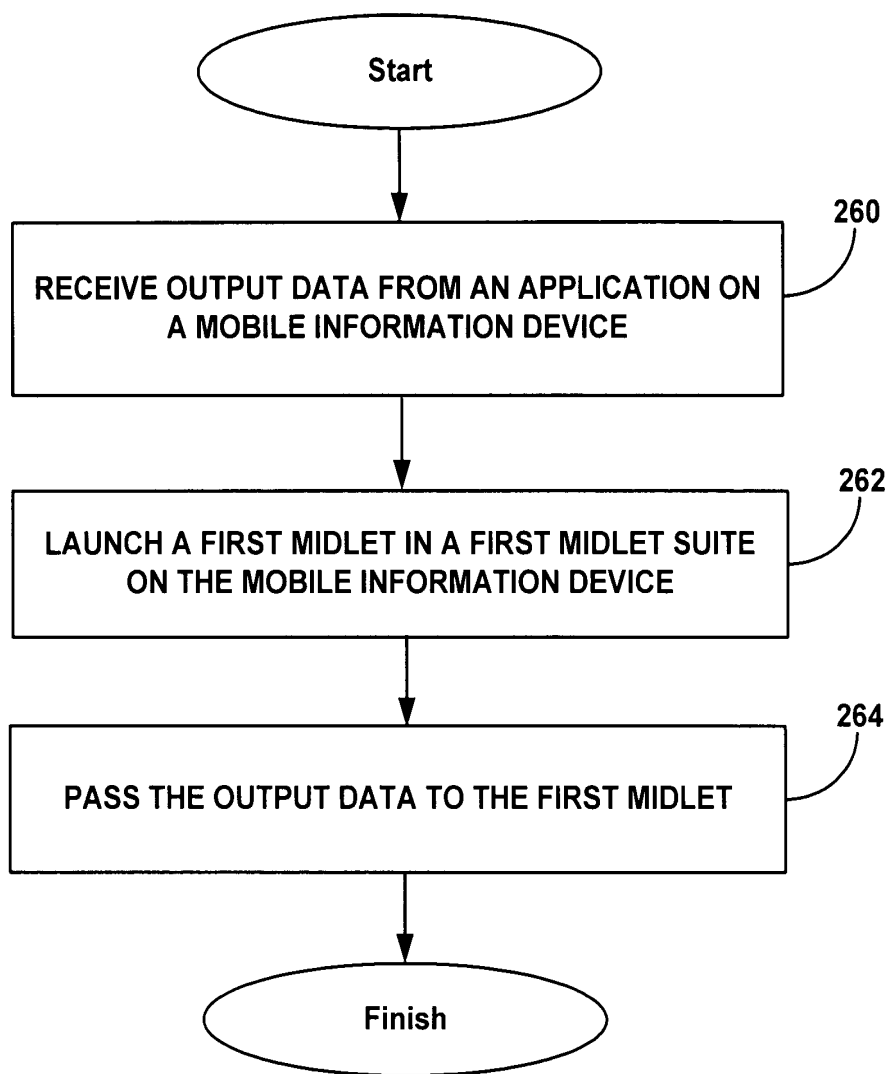 Start
260
RECEIVE OUTPUT DATA FROM AN APPLICATION ON
A MOBILE INFORMATION DEVICE
262
LAUNCH A FIRST MIDLET IN A FIRST MIDLET SUITE
ON THE MOBILE INFORMATION DEVICE
264
PASS THE OUTPUT DATA TO THE FIRST MIDLET
Finish